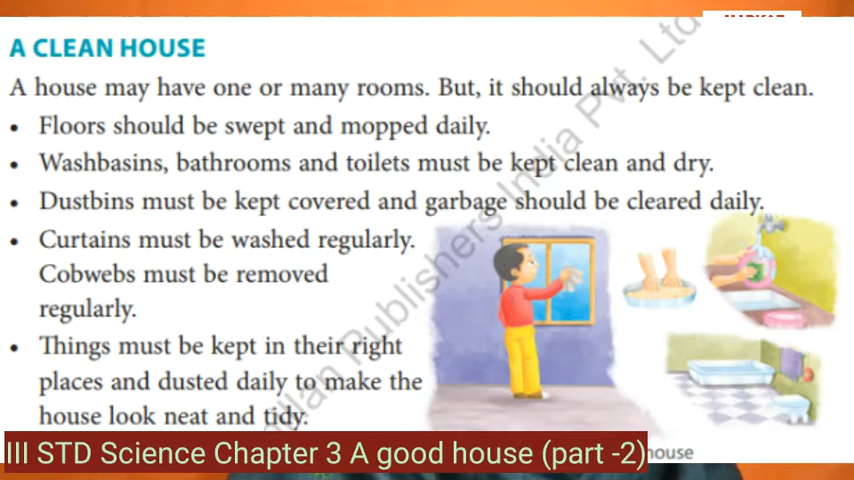 A CLEAN HOUSE
A house may have one or many rooms. But, it should always be kept clean.
• Floors should be swept and mopped daily.
• Washbasins, bathrooms and toilets must be kept clean and dry.
• Dustbins must be kept covered and garbage should be cleared daily.
• Curtains must be washed regularly.
Cobwebs must be removed
regularly.
• Things must be kept in their right
places and dusted daily to make the
house look neat and tidy.
house
III STD Science Chapter 3 A good house (part -2)
Publishers India Pvt. Ltd